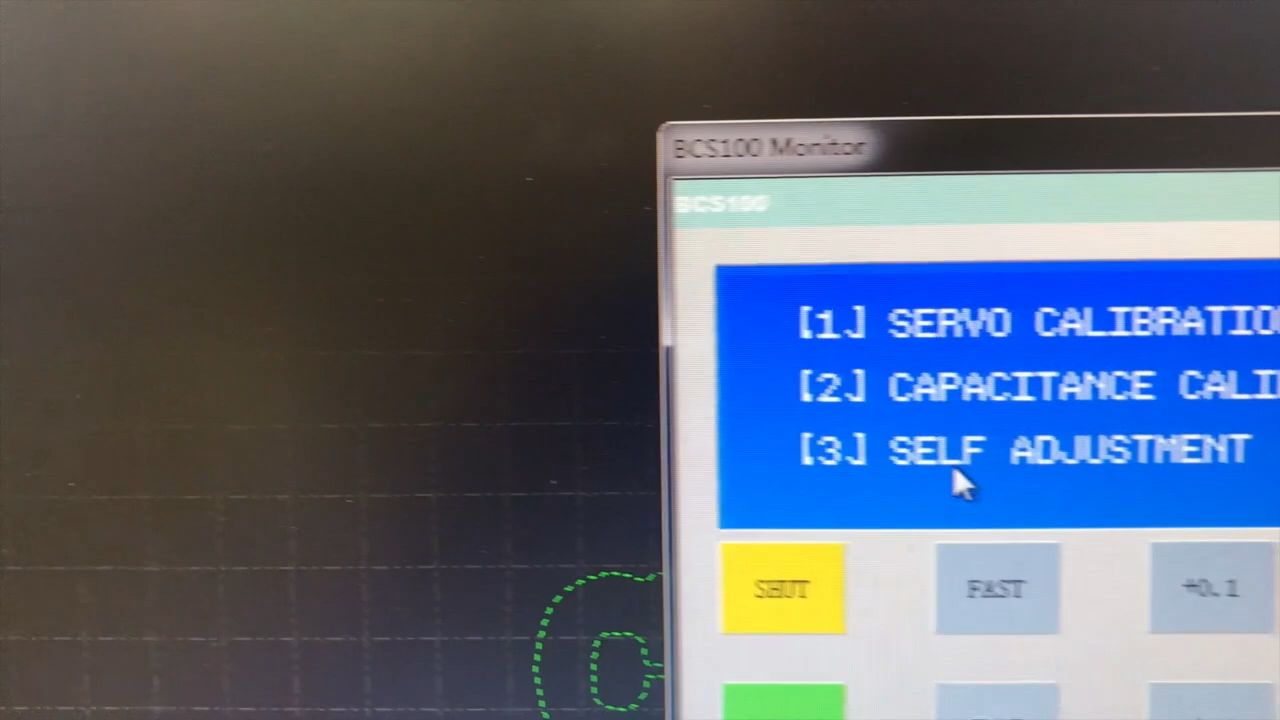 BCS100 Monitor
BCS100
[1] SERVO CALIBRATIO
[2] CAPACITANCE CALI
[3] SELF ADJUSTMENT
SHUT FAST +0.1